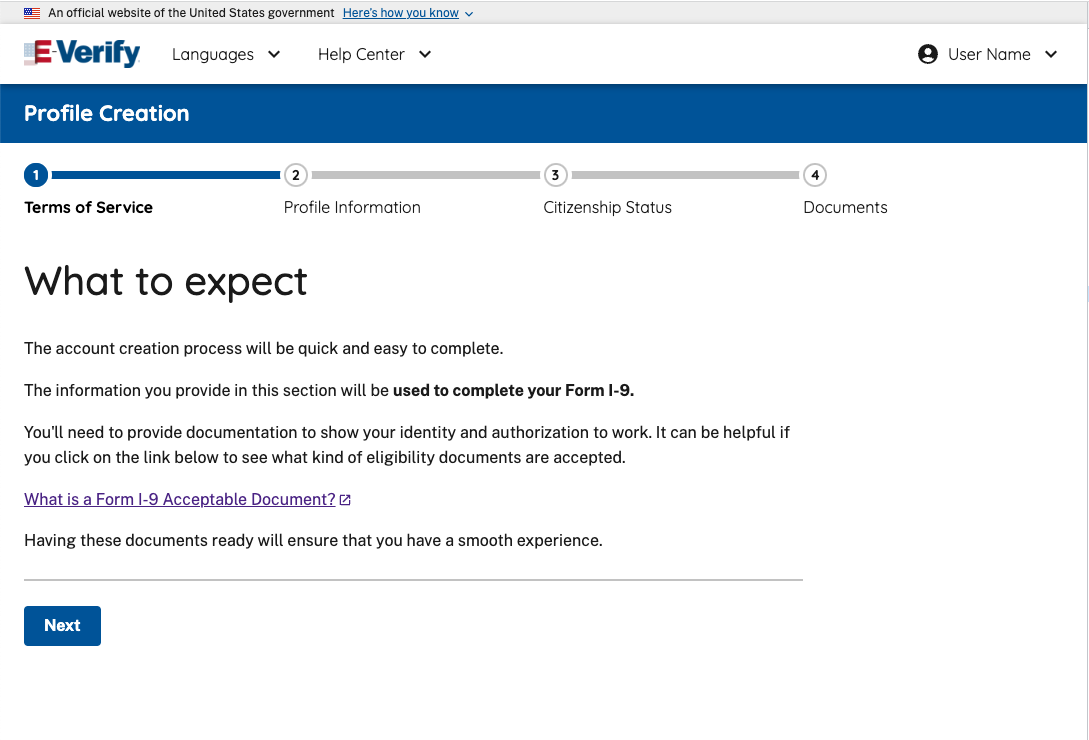 An official website of the United States government Here's how you know
E-Verify Languages Help Center User Name
Profile Creation
1 2 3 4
Terms of Service Profile Information Citizenship Status Documents
What to expect
The account creation process will be quick and easy to complete.
The information you provide in this section will be used to complete your Form I-9.
You'll need to provide documentation to show your identity and authorization to work. It can be helpful if
you click on the link below to see what kind of eligibility documents are accepted.
What is a Form I-9 Acceptable Document?
Having these documents ready will ensure that you have a smooth experience.
Next